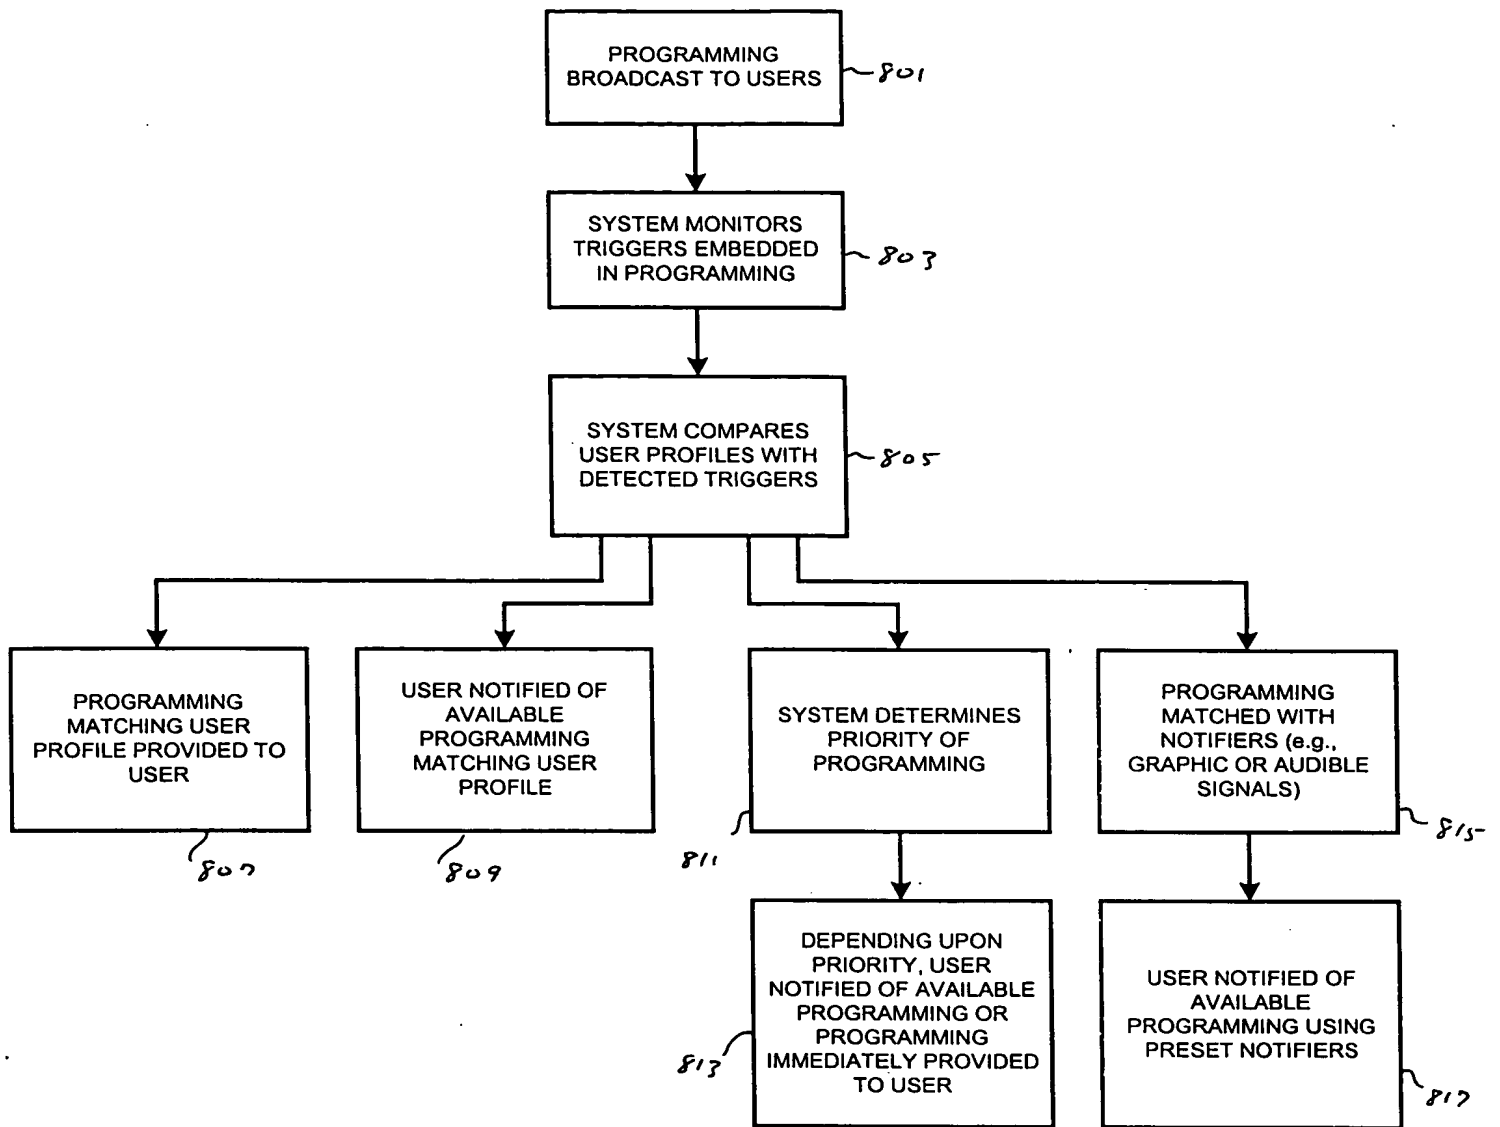 PROGRAMMING
BROADCAST TO USERS
801
SYSTEM MONITORS
TRIGGERS EMBEDDED
IN PROGRAMMING
803
SYSTEM COMPARES
USER PROFILES WITH
DETECTED TRIGGERS
805
PROGRAMMING
MATCHING USER
PROFILE PROVIDED TO
USER
807
USER NOTIFIED OF
AVAILABLE
PROGRAMMING
MATCHING USER
PROFILE
809
SYSTEM DETERMINES
PRIORITY OF
PROGRAMMING
811
PROGRAMMING
MATCHED WITH
NOTIFIERS (e.g.,
GRAPHIC OR AUDIBLE
SIGNALS)
815
DEPENDING UPON
PRIORITY, USER
NOTIFIED OF AVAILABLE
PROGRAMMING OR
PROGRAMMING
IMMEDIATELY PROVIDED
TO USER
813
USER NOTIFIED OF
AVAILABLE
PROGRAMMING USING
PRESET NOTIFIERS
817